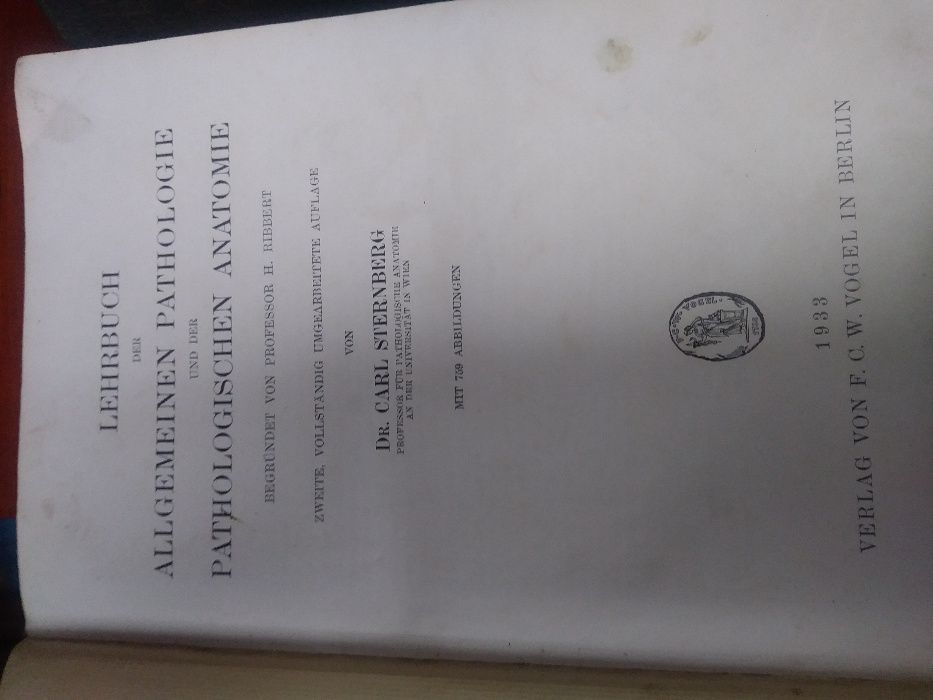 LEHRBUCH
DER
ALLGEMEINEN PATHOLOGIE
UND DER
PATHOLOGISCHEN ANATOMIE
BEGRÜNDET VON PROFESSOR H. RIBBERT
ZWEITE, VOLLSTÄNDIG UMGEARBEITETE AUFLAGE
VON
DR. CARL STERNBERG
PROFESSOR FÜR PATHOLOGISCHE ANATOMIE
AN DER UNIVERSITÄT IN WIEN
MIT 759 ABBILDUNGEN
1933
VERLAG VON F. C. W. VOGEL IN BERLIN